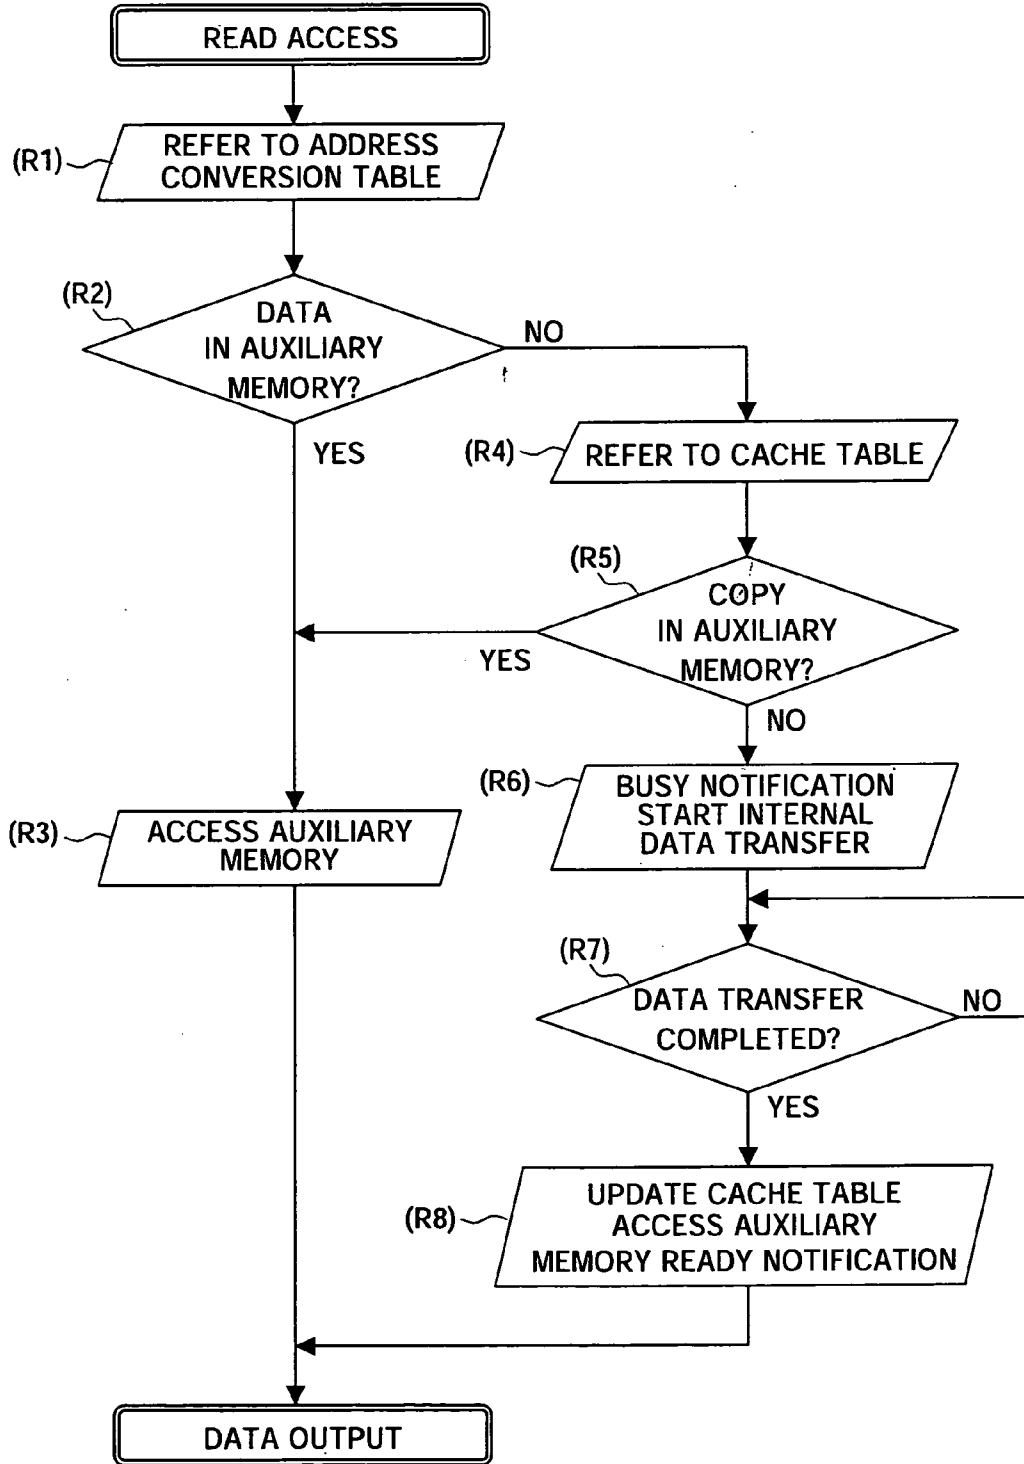 READ ACCESS
(R1)
REFER TO ADDRESS
CONVERSION TABLE
(R2)
DATA
IN AUXILIARY
MEMORY?
NO
YES
(R4)
REFER TO CACHE TABLE
(R5)
COPY
IN AUXILIARY
MEMORY?
YES
NO
(R6)
BUSY NOTIFICATION
START INTERNAL
DATA TRANSFER
(R3)
ACCESS AUXILIARY
MEMORY
(R7)
DATA TRANSFER
COMPLETED?
NO
YES
(R8)
UPDATE CACHE TABLE
ACCESS AUXILIARY
MEMORY READY NOTIFICATION
DATA OUTPUT